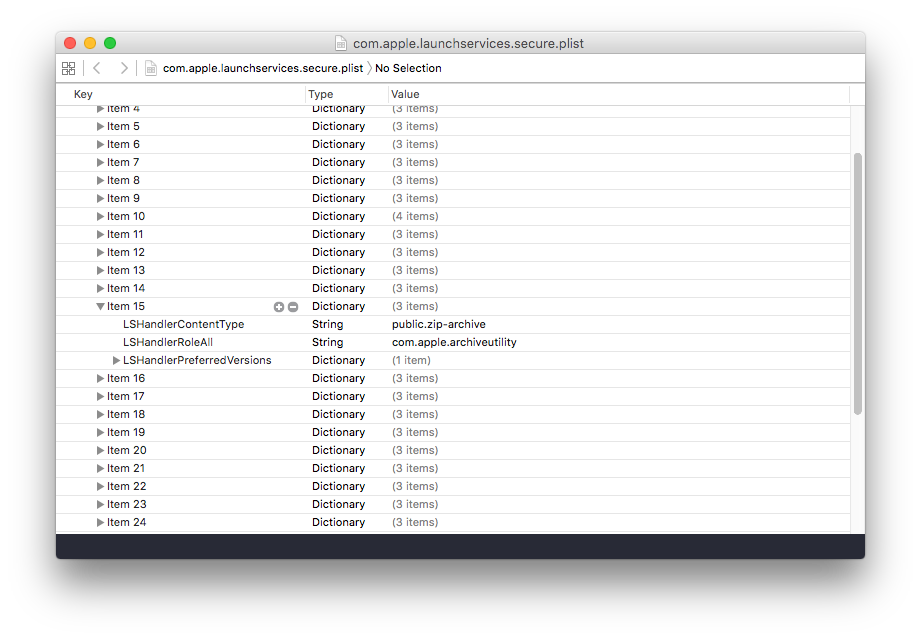 com.apple.launchservices.secure.plist
com.apple.launchservices.secure.plist No Selection
Key Type Value
Item 4 Dictionary (3 items)
Item 5 Dictionary (3 items)
Item 6 Dictionary (3 items)
Item 7 Dictionary (3 items)
Item 8 Dictionary (3 items)
Item 9 Dictionary (3 items)
Item 10 Dictionary (4 items)
Item 11 Dictionary (3 items)
Item 12 Dictionary (3 items)
Item 13 Dictionary (3 items)
Item 14 Dictionary (3 items)
Item 15 Dictionary (3 items)
LSHandlerContentType String public.zip-archive
LSHandlerRoleAll String com.apple.archiveutility
LSHandlerPreferredVersions Dictionary (1 item)
Item 16 Dictionary (3 items)
Item 17 Dictionary (3 items)
Item 18 Dictionary (3 items)
Item 19 Dictionary (3 items)
Item 20 Dictionary (3 items)
Item 21 Dictionary (3 items)
Item 22 Dictionary (3 items)
Item 23 Dictionary (3 items)
Item 24 Dictionary (3 items)